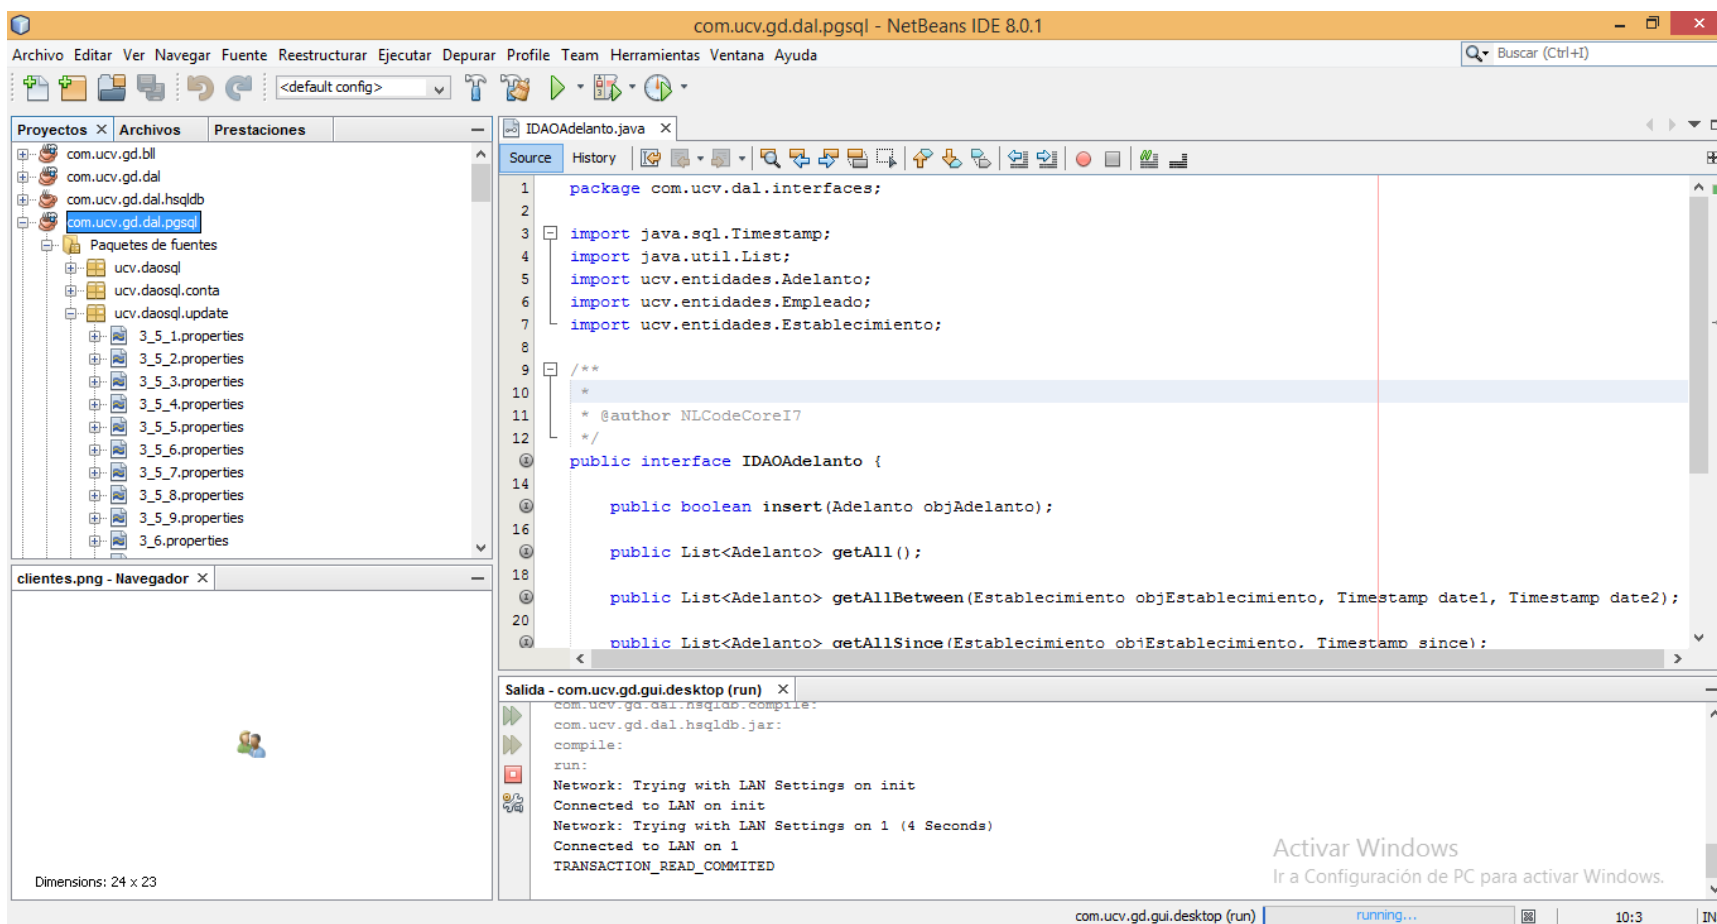 com.ucv.gd.dal.pgsql - NetBeans IDE 8.0.1
Archivo Editar Ver Navegar Fuente Reestructurar Ejecutar Depurar Profile Team Herramientas Ventana Ayuda
Buscar (Ctrl+I)
<default config>
Proyectos Archivos Prestaciones
com.ucv.gd.bll
com.ucv.gd.dal
com.ucv.gd.dal.hsqldb
com.ucv.gd.dal.pgsql
Paquetes de fuentes
ucv.daosql
ucv.daosql.conta
ucv.daosql.update
3_5_1.properties
3_5_2.properties
3_5_3.properties
3_5_4.properties
3_5_5.properties
3_5_6.properties
3_5_7.properties
3_5_8.properties
3_5_9.properties
3_6.properties
clientes.png - Navegador
Dimensions: 24 x 23
IDAOAdelanto.java
Source History
1 package com.ucv.dal.interfaces;
2
3 import java.sql.Timestamp;
4 import java.util.List;
5 import ucv.entidades.Adelanto;
6 import ucv.entidades.Empleado;
7 import ucv.entidades.Establecimiento;
8
9 /**
10 *
11 * @author NLCodeCoreI7
12 */
public interface IDAOAdelanto {
14
public boolean insert(Adelanto objAdelanto);
16
public List<Adelanto> getAll();
18
public List<Adelanto> getAllBetween(Establecimiento objEstablecimiento, Timestamp date1, Timestamp date2);
20
public List<Adelanto> getAllSince(Establecimiento objEstablecimiento, Timestamp since);
Salida - com.ucv.gd.gui.desktop (run)
com.ucv.gd.dal.hsqldb.compile:
com.ucv.gd.dal.hsqldb.jar:
compile:
run:
Network: Trying with LAN Settings on init
Connected to LAN on init
Network: Trying with LAN Settings on 1 (4 Seconds)
Connected to LAN on 1
TRANSACTION_READ_COMMITED
Activar Windows
Ir a Configuración de PC para activar Windows.
com.ucv.gd.gui.desktop (run) running... 10:3